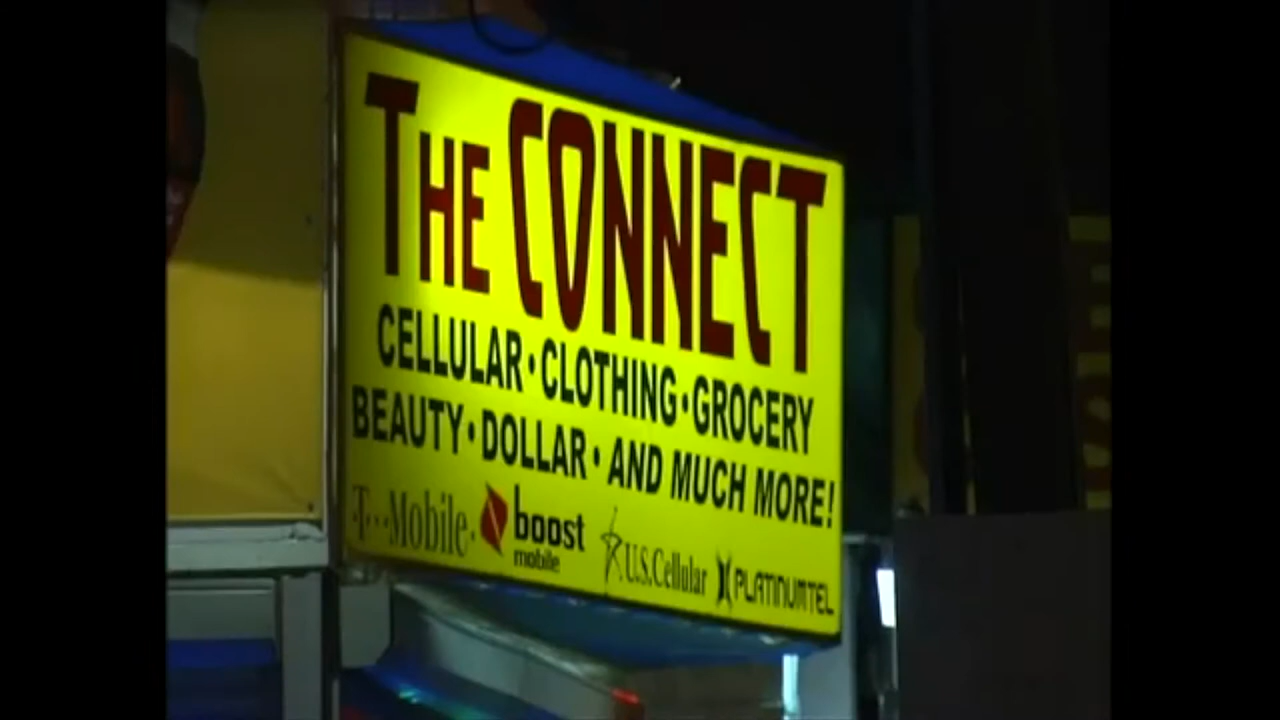 THE CONNECT
CELLULAR·CLOTHING·GROCERY
BEAUTY·DOLLAR·AND MUCH MORE!
T··Mobile· boost mobile U.S. Cellular PLATINUMTEL